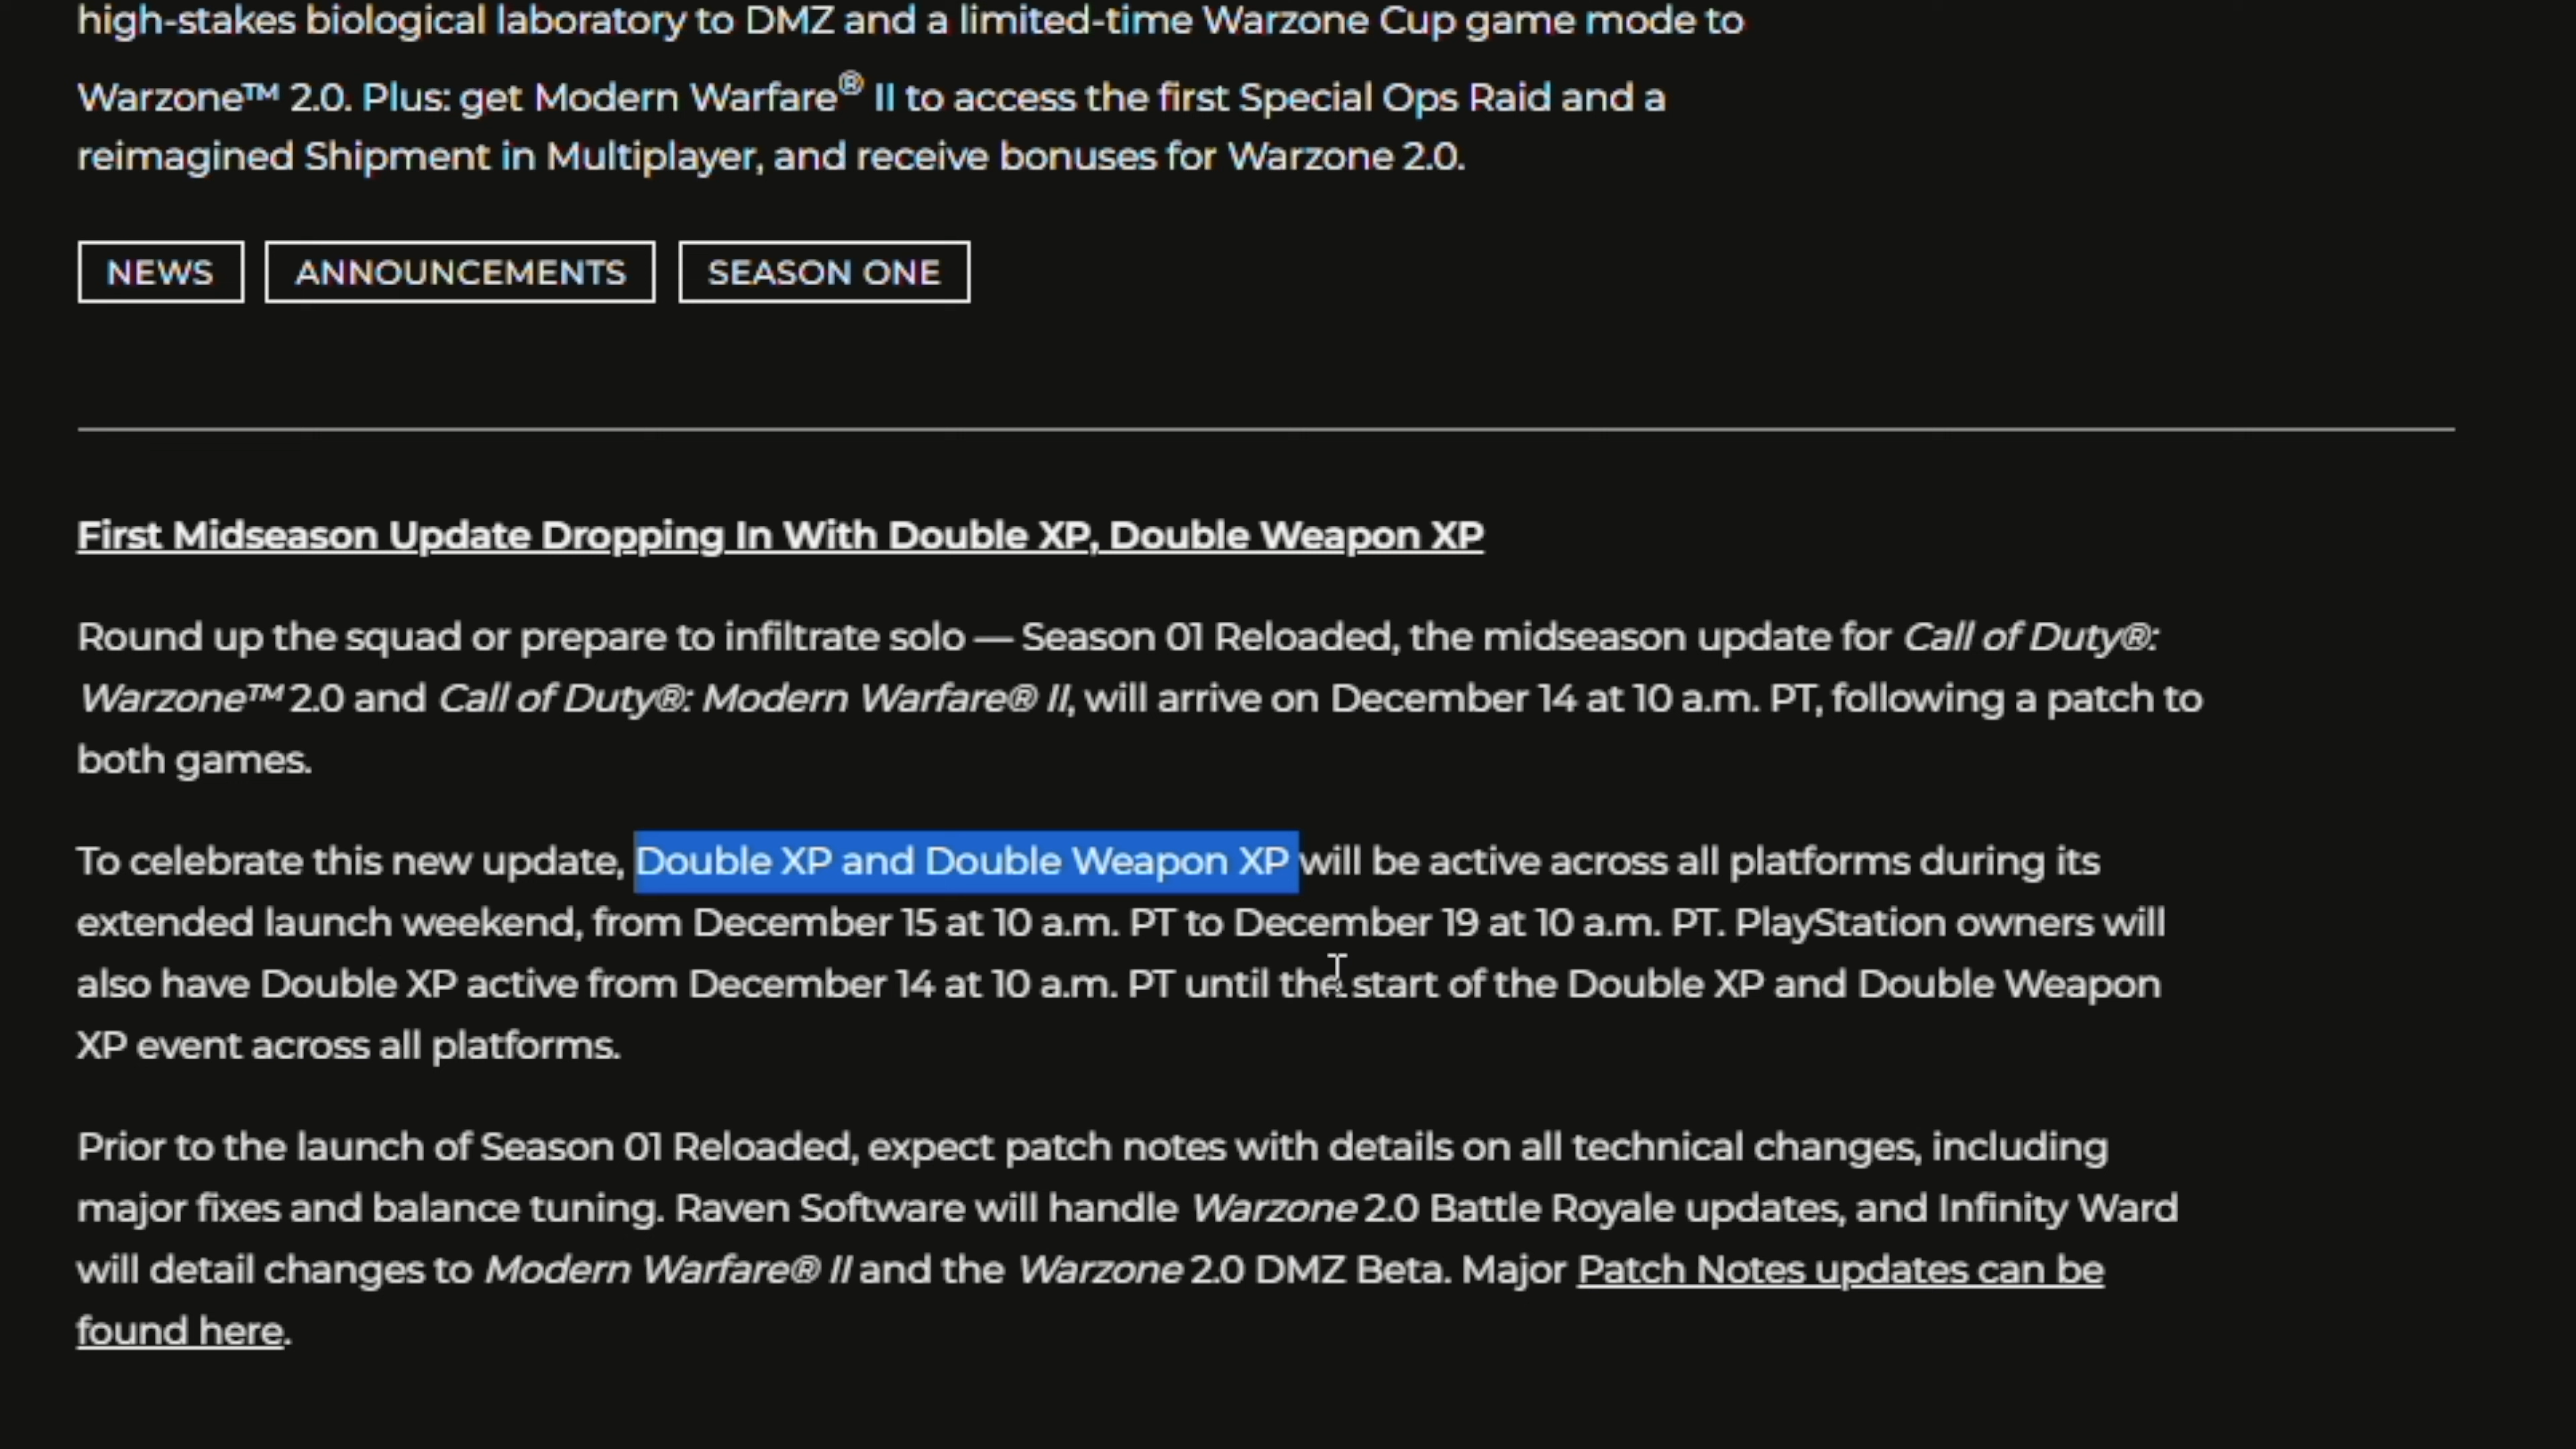 high-stakes biological laboratory to DMZ and a limited-time Warzone Cup game mode to
Warzone™ 2.0. Plus: get Modern Warfare® II to access the first Special Ops Raid and a
reimagined Shipment in Multiplayer, and receive bonuses for Warzone 2.0.
NEWS ANNOUNCEMENTS SEASON ONE
First Midseason Update Dropping In With Double XP, Double Weapon XP
Round up the squad or prepare to infiltrate solo — Season 01 Reloaded, the midseason update for Call of Duty®:
Warzone™ 2.0 and Call of Duty®: Modern Warfare® II, will arrive on December 14 at 10 a.m. PT, following a patch to
both games.
To celebrate this new update, Double XP and Double Weapon XP will be active across all platforms during its
extended launch weekend, from December 15 at 10 a.m. PT to December 19 at 10 a.m. PT. PlayStation owners will
also have Double XP active from December 14 at 10 a.m. PT until the start of the Double XP and Double Weapon
XP event across all platforms.
Prior to the launch of Season 01 Reloaded, expect patch notes with details on all technical changes, including
major fixes and balance tuning. Raven Software will handle Warzone 2.0 Battle Royale updates, and Infinity Ward
will detail changes to Modern Warfare® II and the Warzone 2.0 DMZ Beta. Major Patch Notes updates can be
found here.